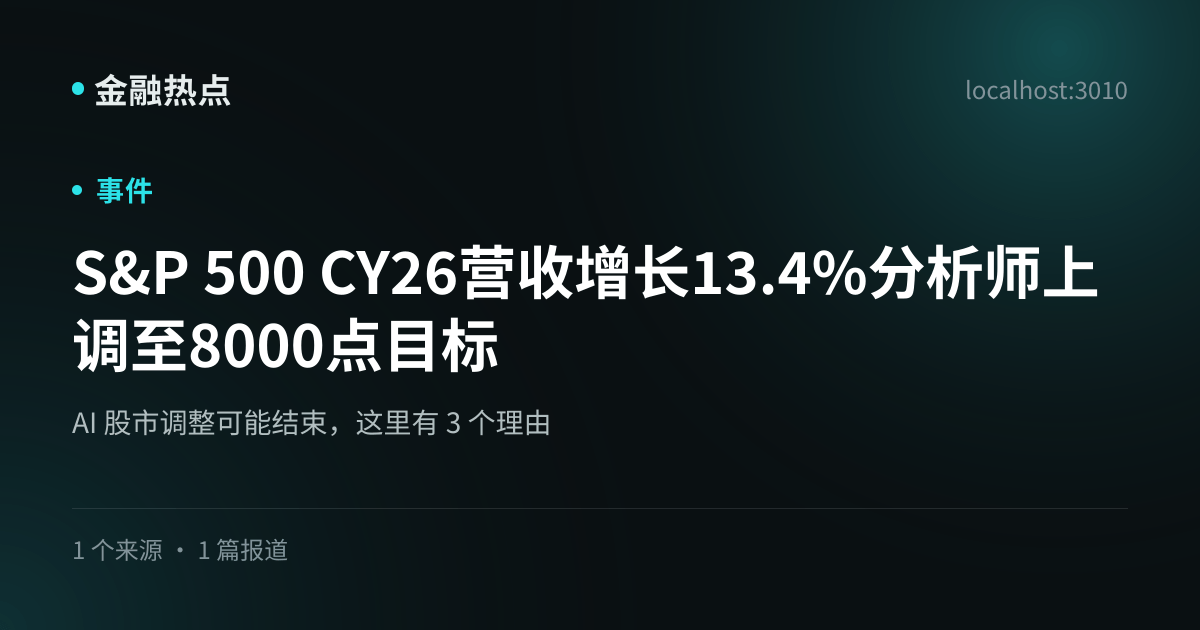 金融热点
localhost:3010
事件
S&P 500 CY26营收增长13.4%分析师上
调至8000点目标
AI 股市调整可能结束，这里有 3 个理由
1 个来源 · 1 篇报道